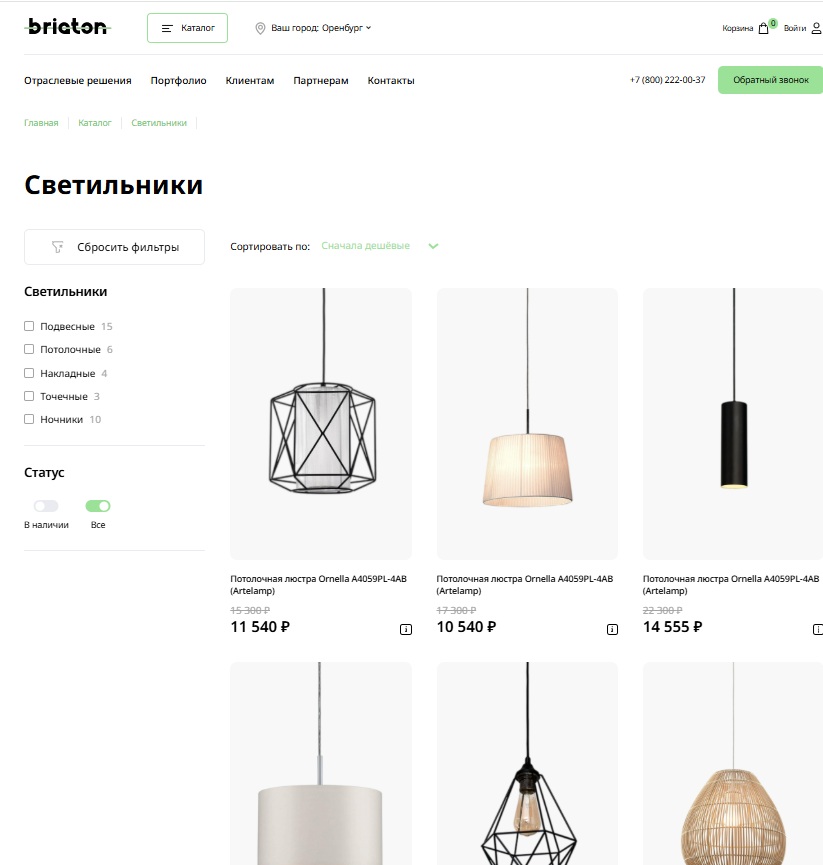 briaton
Каталог
Ваш город: Оренбург
Корзина 0
Войти
Отраслевые решения
Портфолио
Клиентам
Партнерам
Контакты
+7 (800) 222-00-37
Обратный звонок
Главная
Каталог
Светильники
Светильники
Сбросить фильтры
Сортировать по: Сначала дешёвые
Светильники
Подвесные 15
Потолочные 6
Накладные 4
Точечные 3
Ночники 10
Статус
В наличии
Все
Потолочная люстра Ornella A4059PL-4AB
(Artelamp)
15 300 ₽
11 540 ₽
Потолочная люстра Ornella A4059PL-4AB
(Artelamp)
17 300 ₽
10 540 ₽
Потолочная люстра Ornella A4059PL-4AB
(Artelamp)
22 300 ₽
14 555 ₽